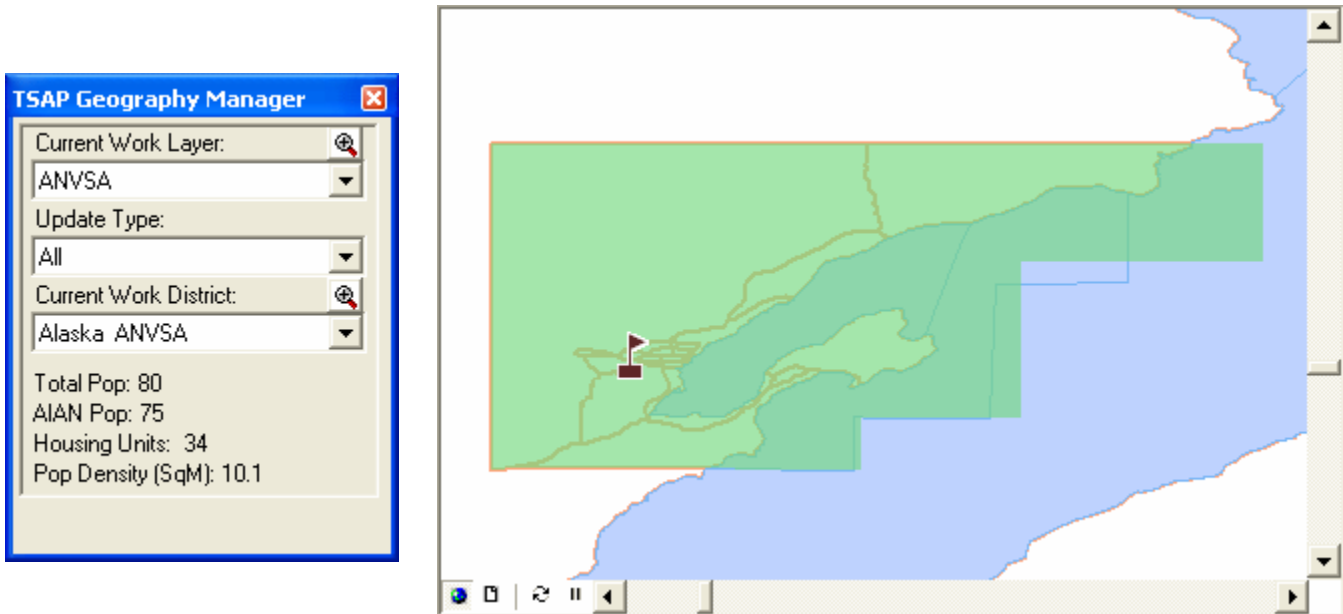 TSAP Geography Manager
Current Work Layer:
ANVSA
Update Type:
All
Current Work District:
Alaska ANVSA
Total Pop: 80
AIAN Pop: 75
Housing Units: 34
Pop Density (SqM): 10.1